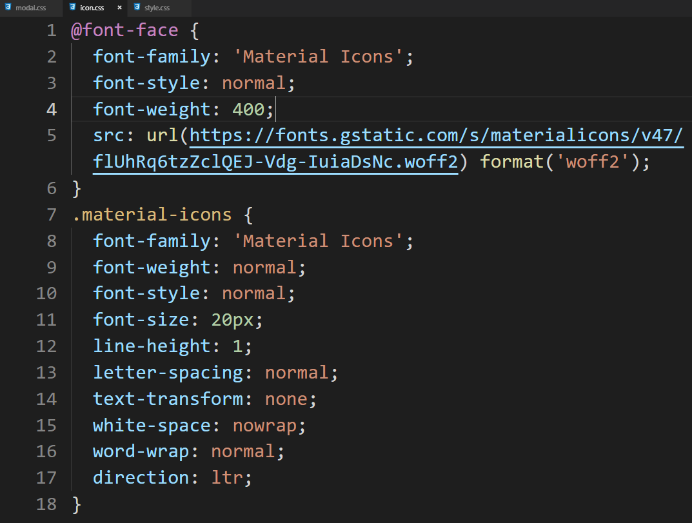 modal.css icon.css × style.css
1 @font-face {
2 font-family: 'Material Icons';
3 font-style: normal;
4 font-weight: 400;
5 src: url(https://fonts.gstatic.com/s/materialicons/v47/
flUhRq6tzZclQEJ-Vdg-IuiaDsNc.woff2) format('woff2');
6 }
7 .material-icons {
8 font-family: 'Material Icons';
9 font-weight: normal;
10 font-style: normal;
11 font-size: 20px;
12 line-height: 1;
13 letter-spacing: normal;
14 text-transform: none;
15 white-space: nowrap;
16 word-wrap: normal;
17 direction: ltr;
18 }